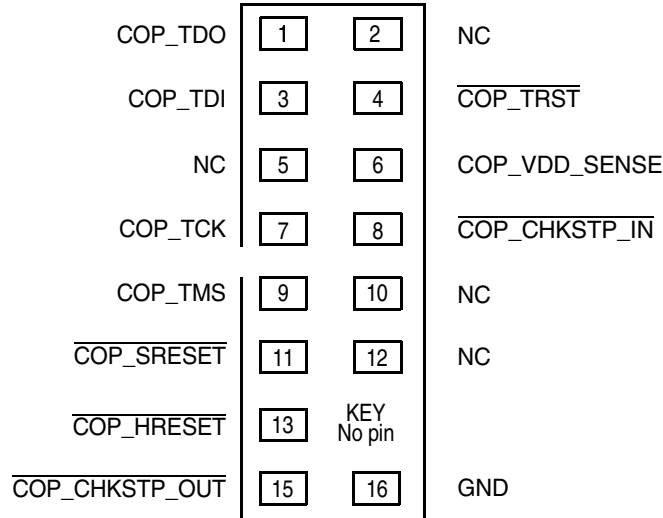 COP_TDO 1 2 NC
COP_TDI 3 4 COP_TRST
NC 5 6 COP_VDD_SENSE
COP_TCK 7 8 COP_CHKSTP_IN
COP_TMS 9 10 NC
COP_SRESET 11 12 NC
COP_HRESET 13 KEY
No pin
COP_CHKSTP_OUT 15 16 GND